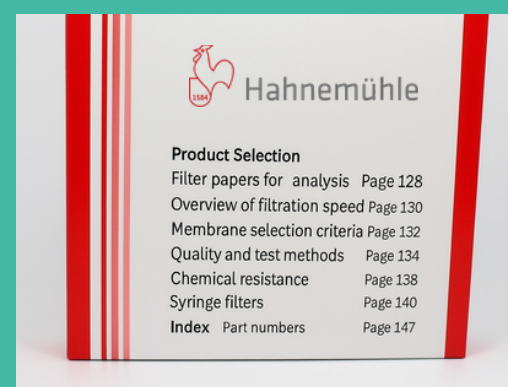 1584
Hahnemühle
Product Selection
Filter papers for analysis Page 128
Overview of filtration speed Page 130
Membrane selection criteria Page 132
Quality and test methods Page 134
Chemical resistance Page 138
Syringe filters Page 140
Index Part numbers Page 147